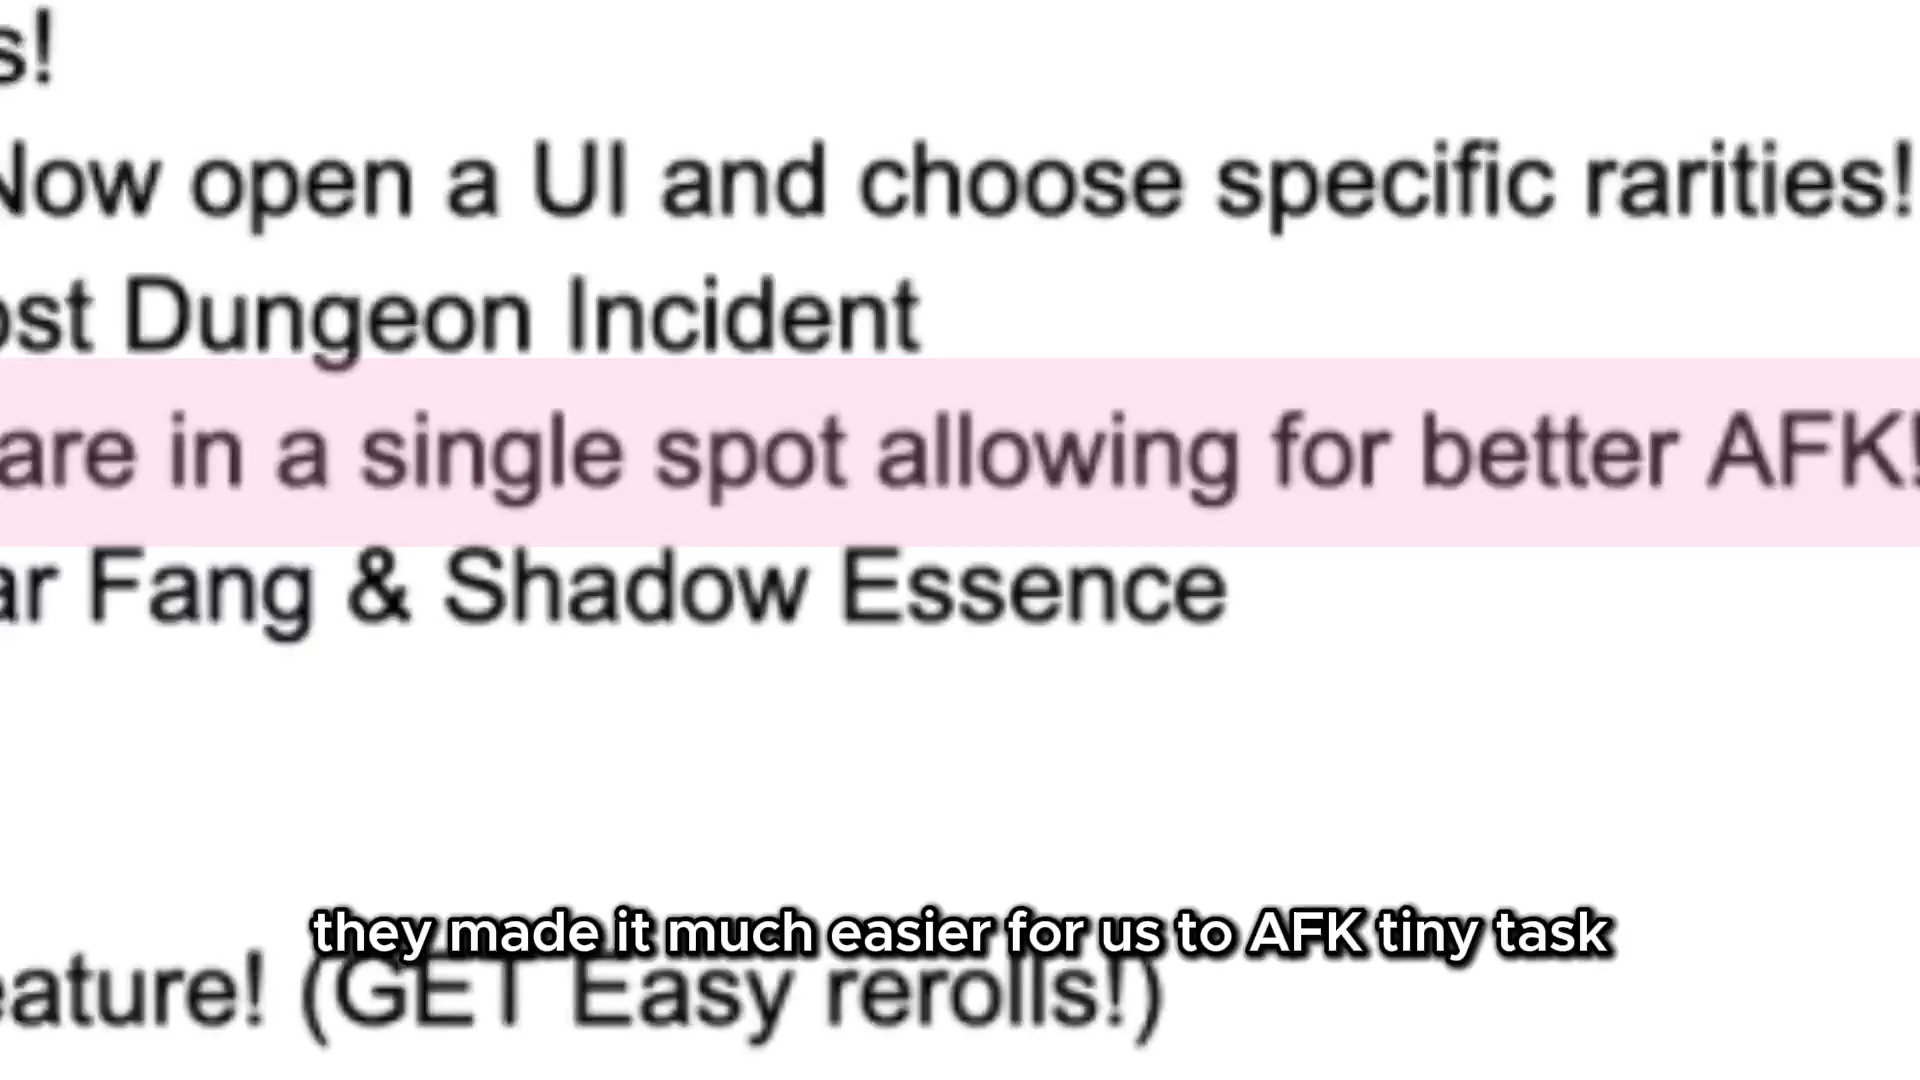 s!
Now open a UI and choose specific rarities!
ost Dungeon Incident
are in a single spot allowing for better AFK!
ar Fang & Shadow Essence
they made it much easier for us to AFK tiny task
eature! (GET Easy rerolls!)